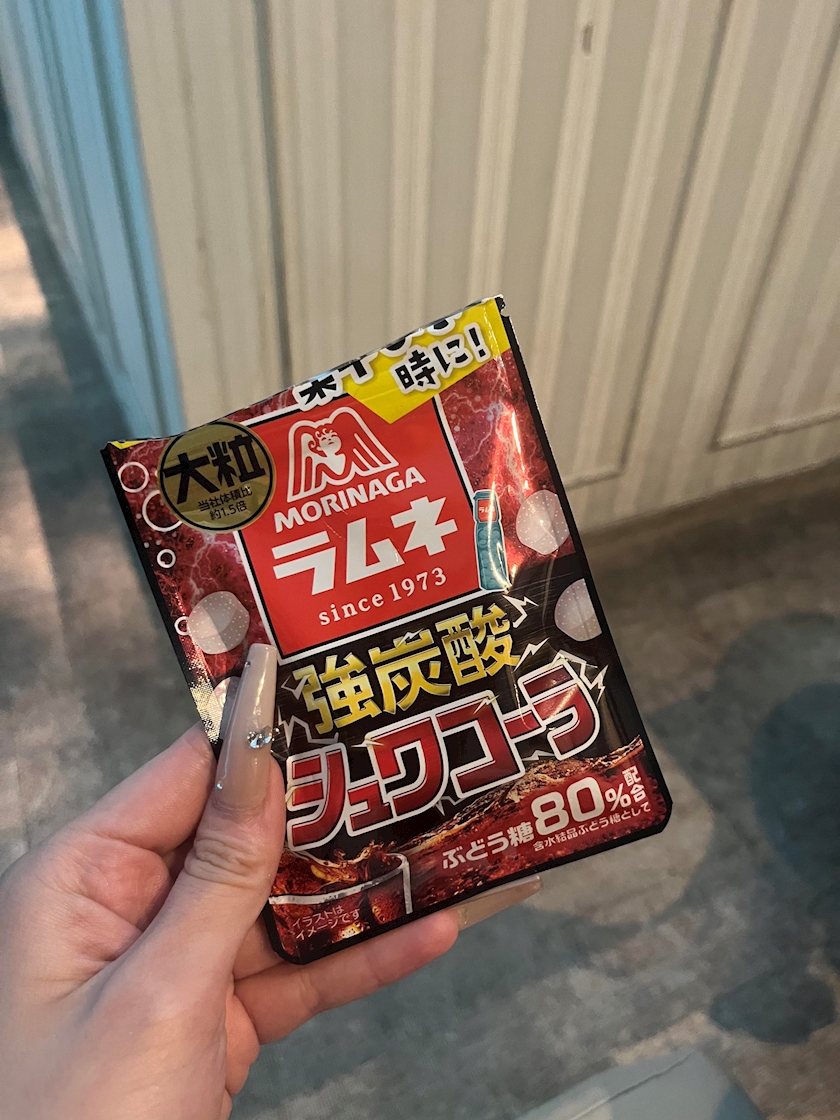 時に!
大粒
当社体積比
約1.5倍
MORINAGA
ラムネ
since 1973
ラムネ
強炭酸
シュワコーラ
ぶどう糖80%配合
含水結晶ぶどう糖として
イラストは
イメージです